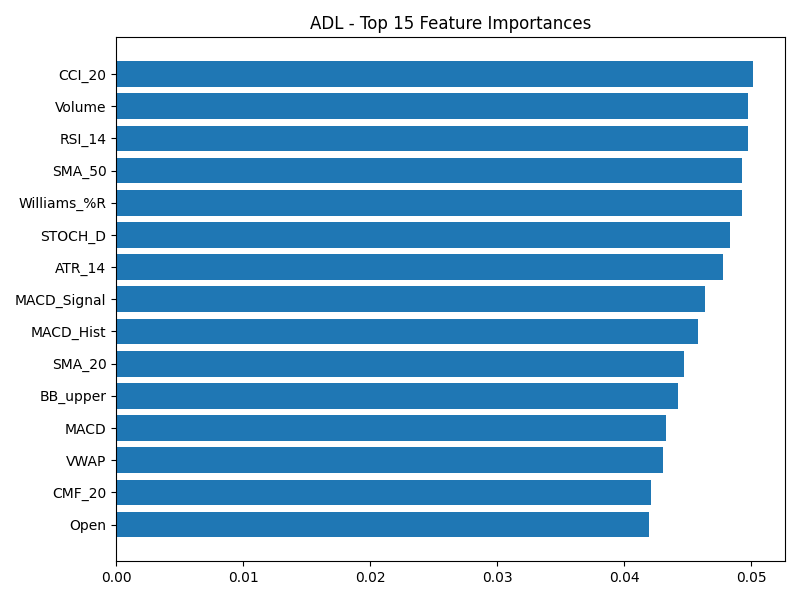 ADL - Top 15 Feature Importances
CCI_20
Volume
RSI_14
SMA_50
Williams_%R
STOCH_D
ATR_14
MACD_Signal
MACD_Hist
SMA_20
BB_upper
MACD
VWAP
CMF_20
Open
0.00 0.01 0.02 0.03 0.04 0.05